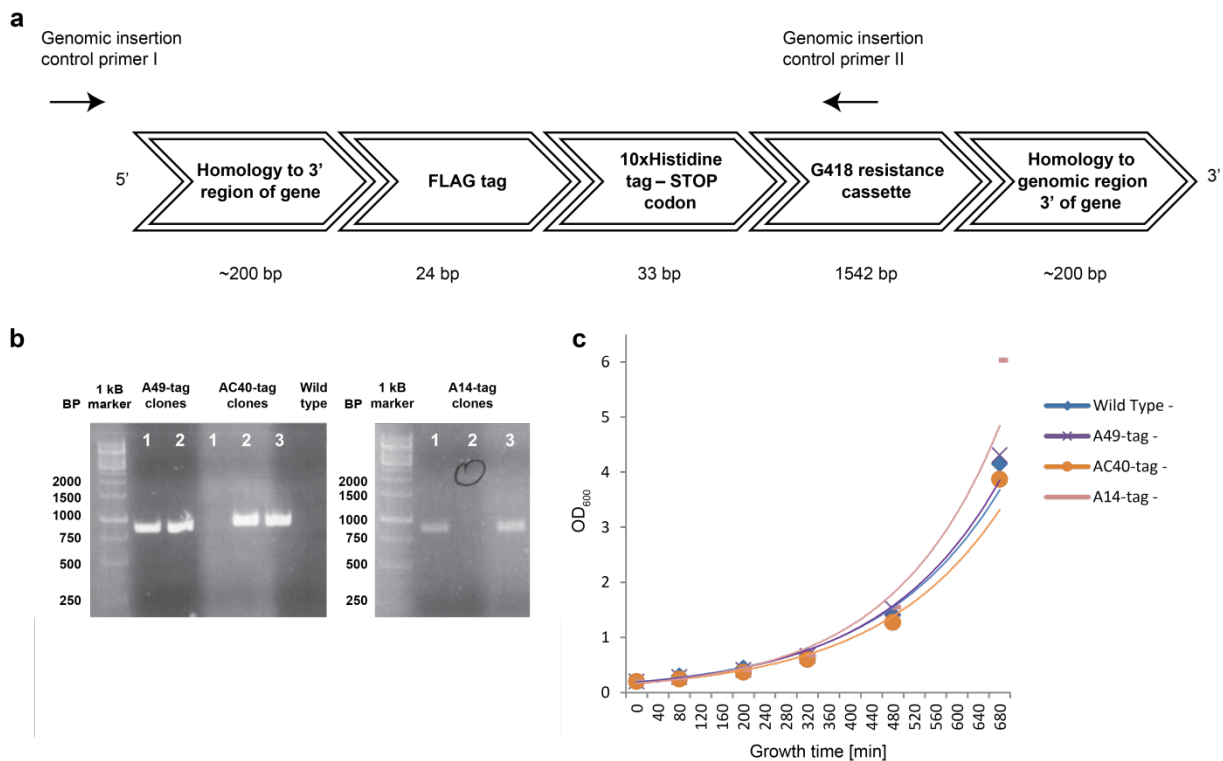 a
Genomic insertion
control primer I
Genomic insertion
control primer II
5’
Homology to 3’
region of gene
FLAG tag
10xHistidine
tag – STOP
codon
G418 resistance
cassette
Homology to
genomic region
3’ of gene
3’
~200 bp
24 bp
33 bp
1542 bp
~200 bp
b
BP
1 kB
marker
A49-tag
clones
AC40-tag
clones
Wild
type
1 2 1 2 3
2000
1500
1000
750
500
250
BP
1 kB
marker
A14-tag
clones
1 2 3
2000
1500
1000
750
500
250
c
OD600
6
5
4
3
2
1
0
0 40 80 120 160 200 240 280 320 360 400 440 480 520 560 600 640 680
Growth time [min]
Wild Type -
A49-tag -
AC40-tag -
A14-tag -